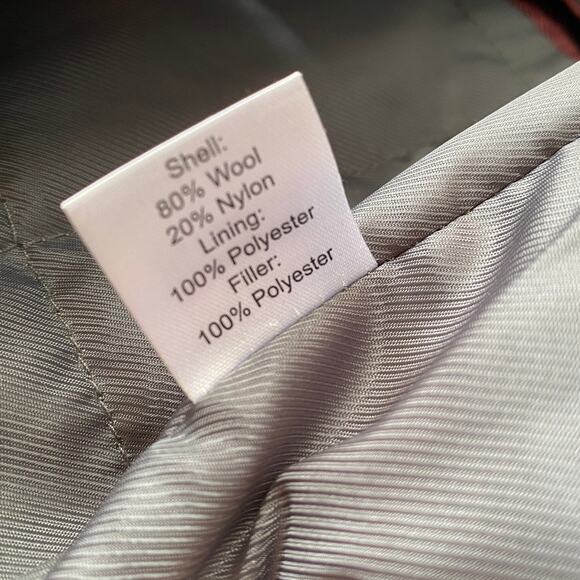 Shell:
80% Wool
20% Nylon
Lining:
100% Polyester
Filler:
100% Polyester